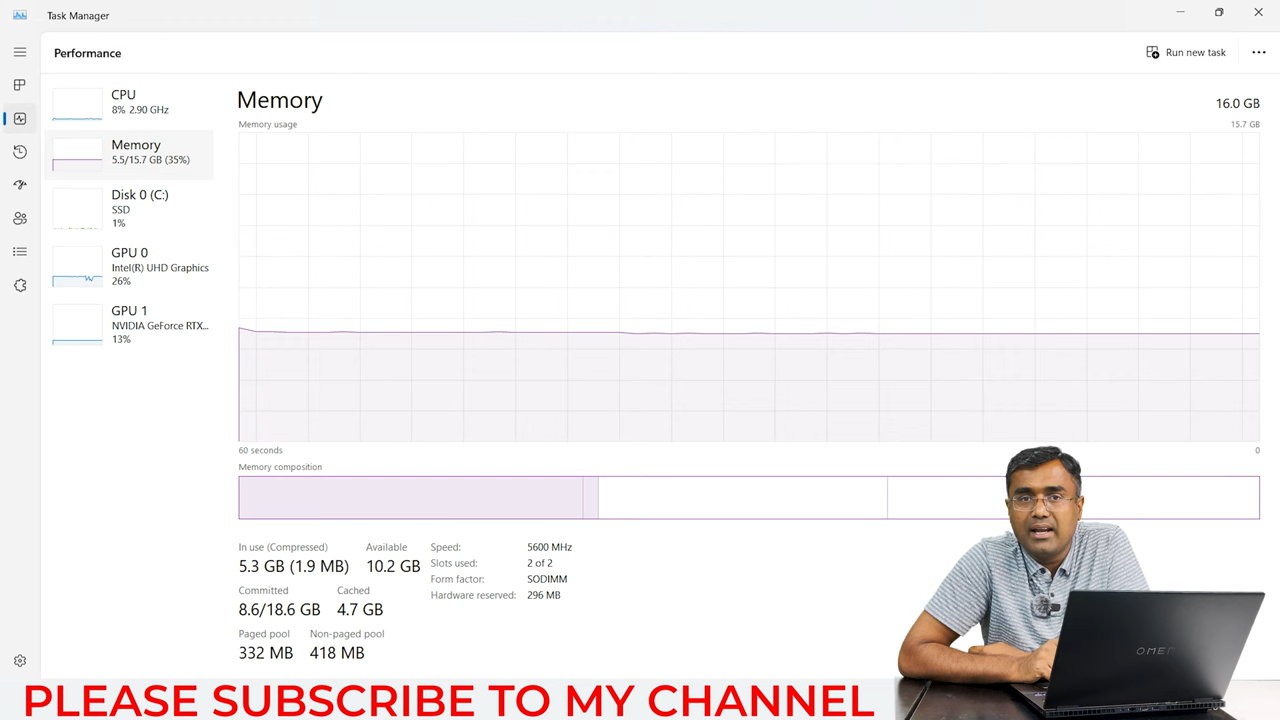 Task Manager
Performance
Run new task
CPU
8% 2.90 GHz
Memory
5.5/15.7 GB (35%)
Disk 0 (C:)
SSD
1%
GPU 0
Intel(R) UHD Graphics
26%
GPU 1
NVIDIA GeForce RTX...
13%
Memory
16.0 GB
Memory usage
15.7 GB
60 seconds
0
Memory composition
In use (Compressed)
5.3 GB (1.9 MB)
Available
10.2 GB
Committed
8.6/18.6 GB
Cached
4.7 GB
Paged pool
332 MB
Non-paged pool
418 MB
Speed: 5600 MHz
Slots used: 2 of 2
Form factor: SODIMM
Hardware reserved: 296 MB
OMEN
PLEASE SUBSCRIBE TO MY CHANNEL